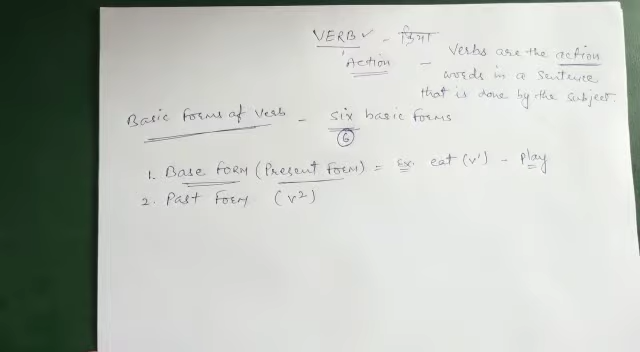 VERB ✓ - क्रिया
Action - Verbs are the action
words in a sentence
that is done by the subject.
Basic forms of Verb - six basic forms
6
1. Base Form (Present Form) = Ex. eat (v1) - Play
2. Past Form (v2)